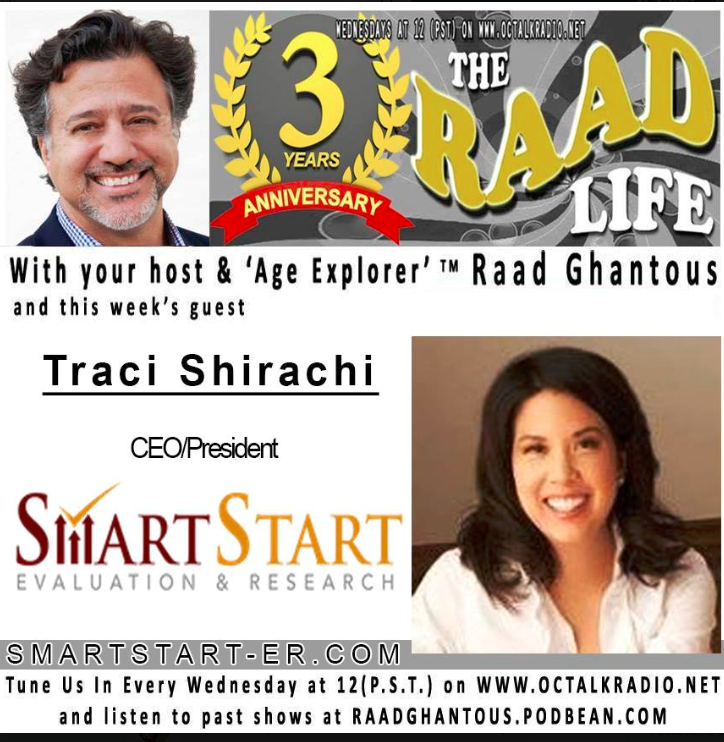 WEDNESDAYS AT 12 (PST) ON WWW.OCTALKRADIO.NET
3
YEARS
ANNIVERSARY
THE
RAAD
LIFE
With your host & ‘Age Explorer’ ™ Raad Ghantous
and this week’s guest
Traci Shirachi
CEO/President
SMART START
EVALUATION & RESEARCH
SMARTSTART-ER.COM
Tune Us In Every Wednesday at 12(P.S.T.) on WWW.OCTALKRADIO.NET
and listen to past shows at RAADGHANTOUS.PODBEAN.COM